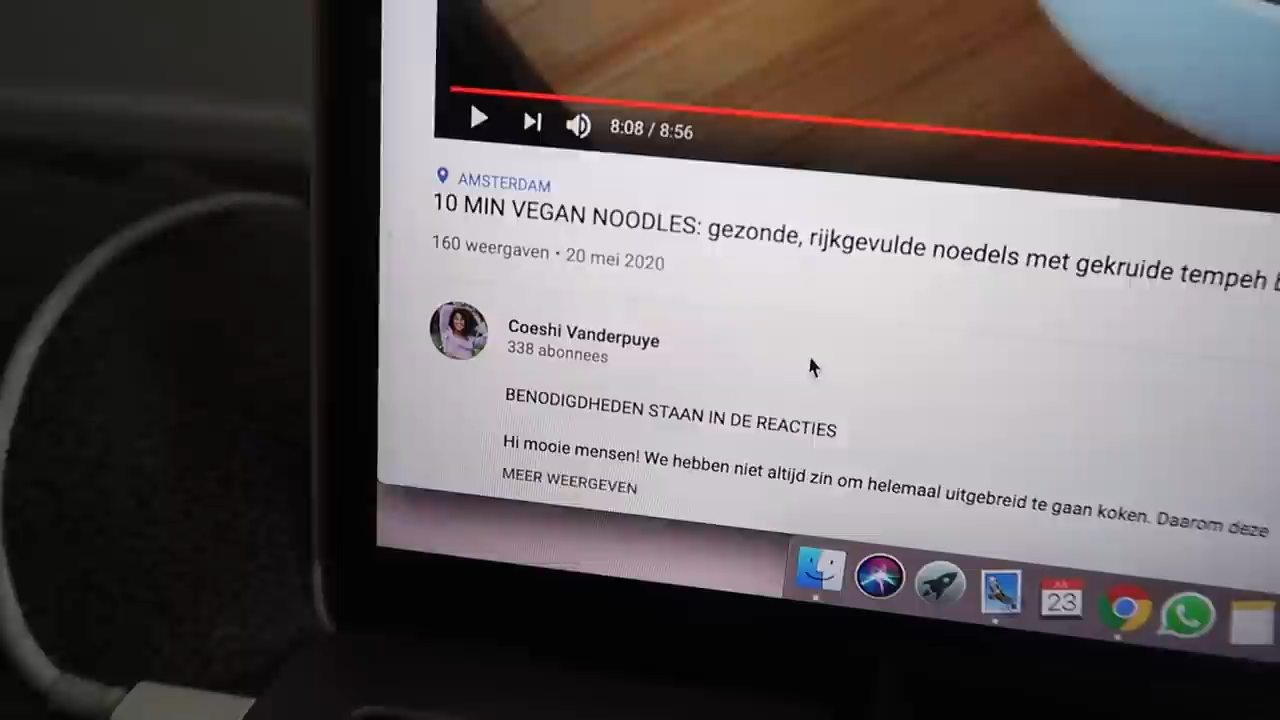 8:08 / 8:56
AMSTERDAM
10 MIN VEGAN NOODLES: gezonde, rijkgevulde noedels met gekruide tempeh
160 weergaven • 20 mei 2020
Coeshi Vanderpuye
338 abonnees
BENODIGDHEDEN STAAN IN DE REACTIES
Hi mooie mensen! We hebben niet altijd zin om helemaal uitgebreid te gaan koken. Daarom deze
MEER WEERGEVEN
23